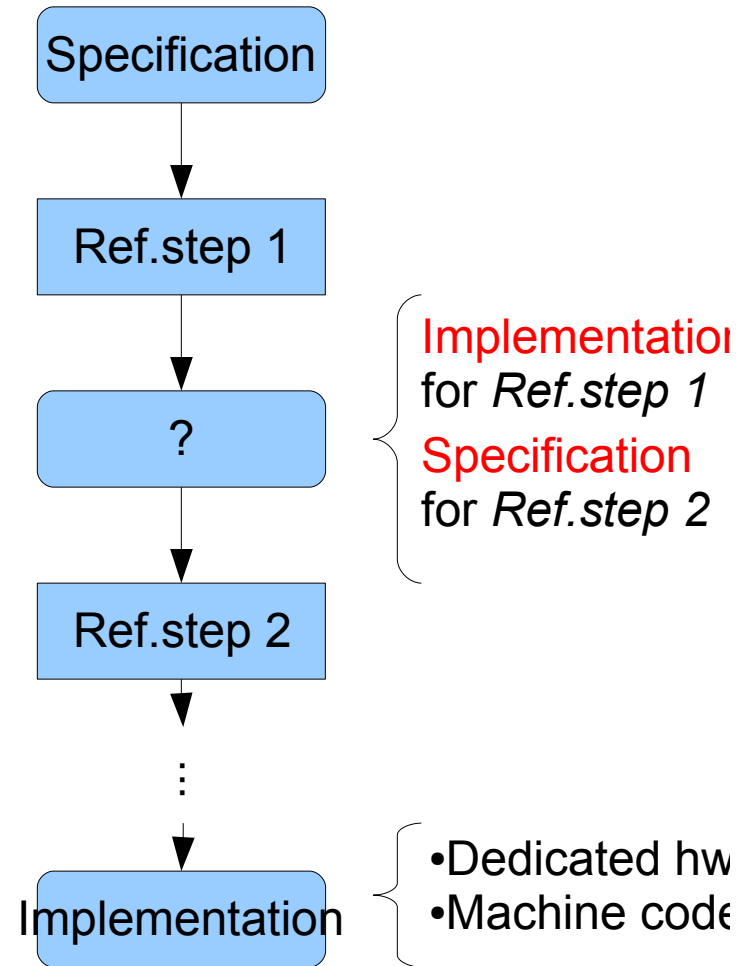 Specification
Ref.step 1
?
Implementation
for Ref.step 1
Specification
for Ref.step 2
Ref.step 2
...
Implementation
•Dedicated hw
•Machine code